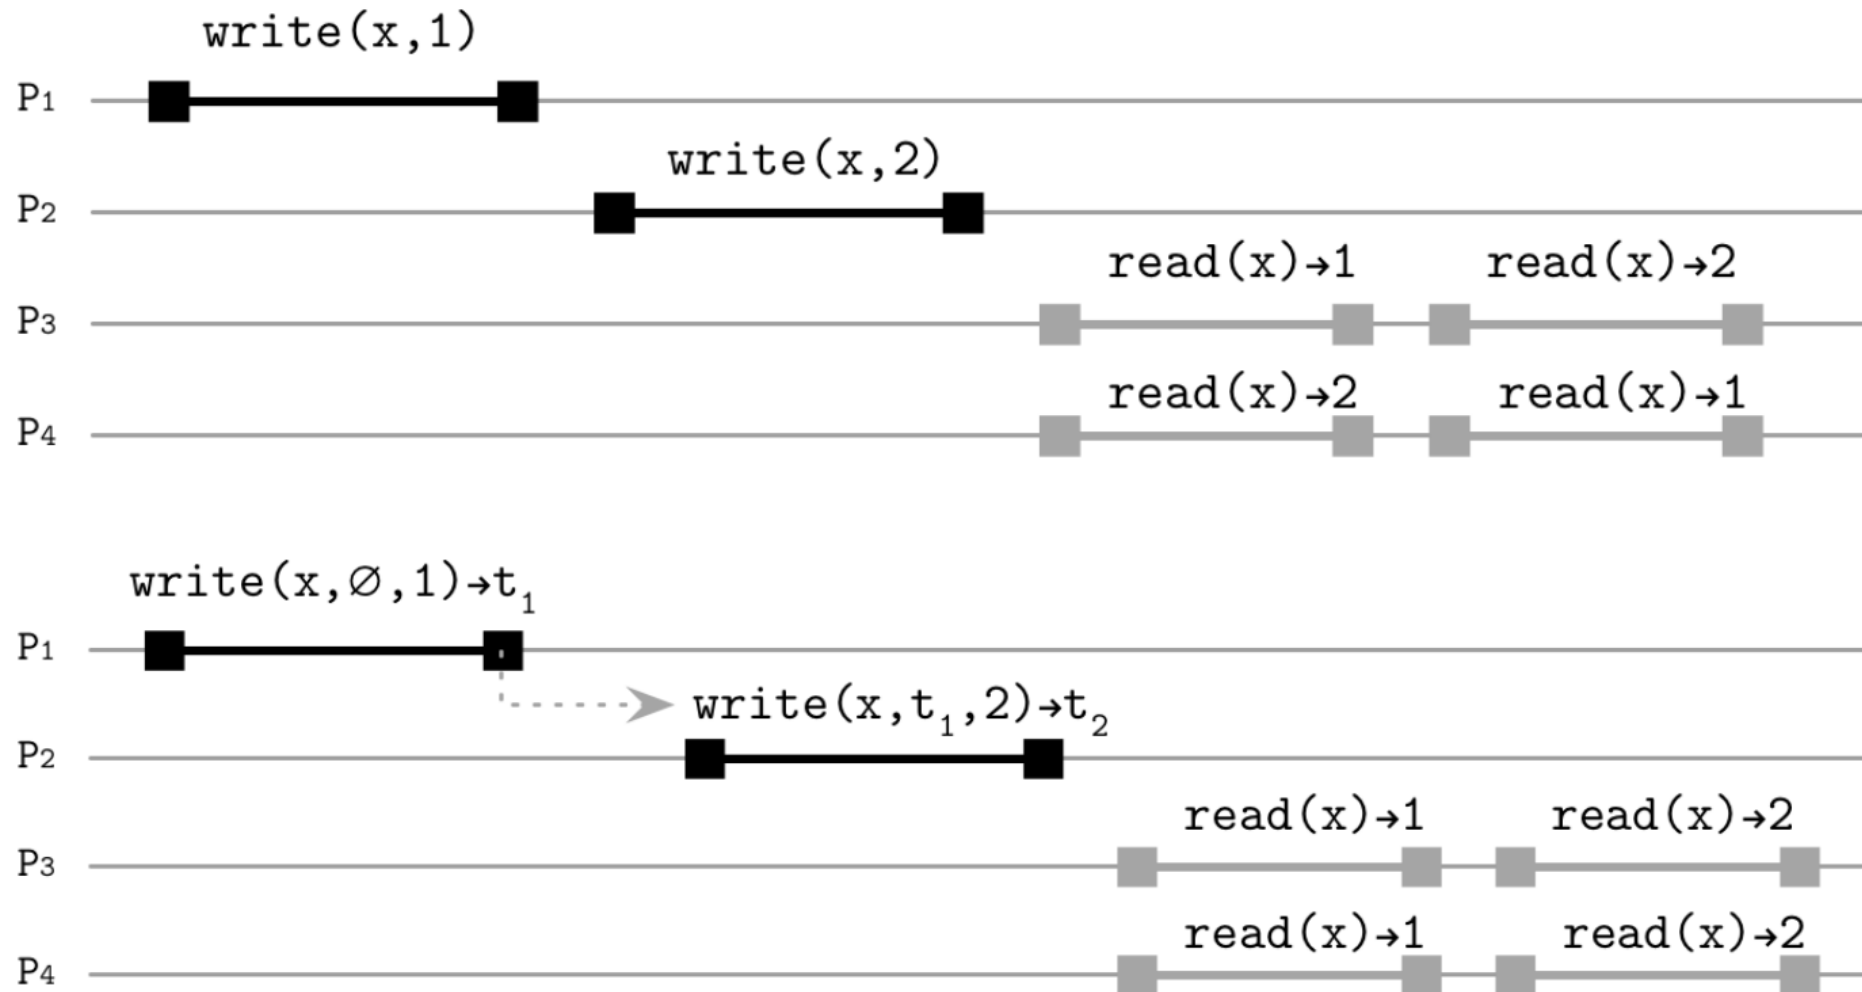 write(x,1)
P1
write(x,2)
P2
read(x)→1 read(x)→2
P3
read(x)→2 read(x)→1
P4
write(x,∅,1)→t1
P1
write(x,t1,2)→t2
P2
read(x)→1 read(x)→2
P3
read(x)→1 read(x)→2
P4